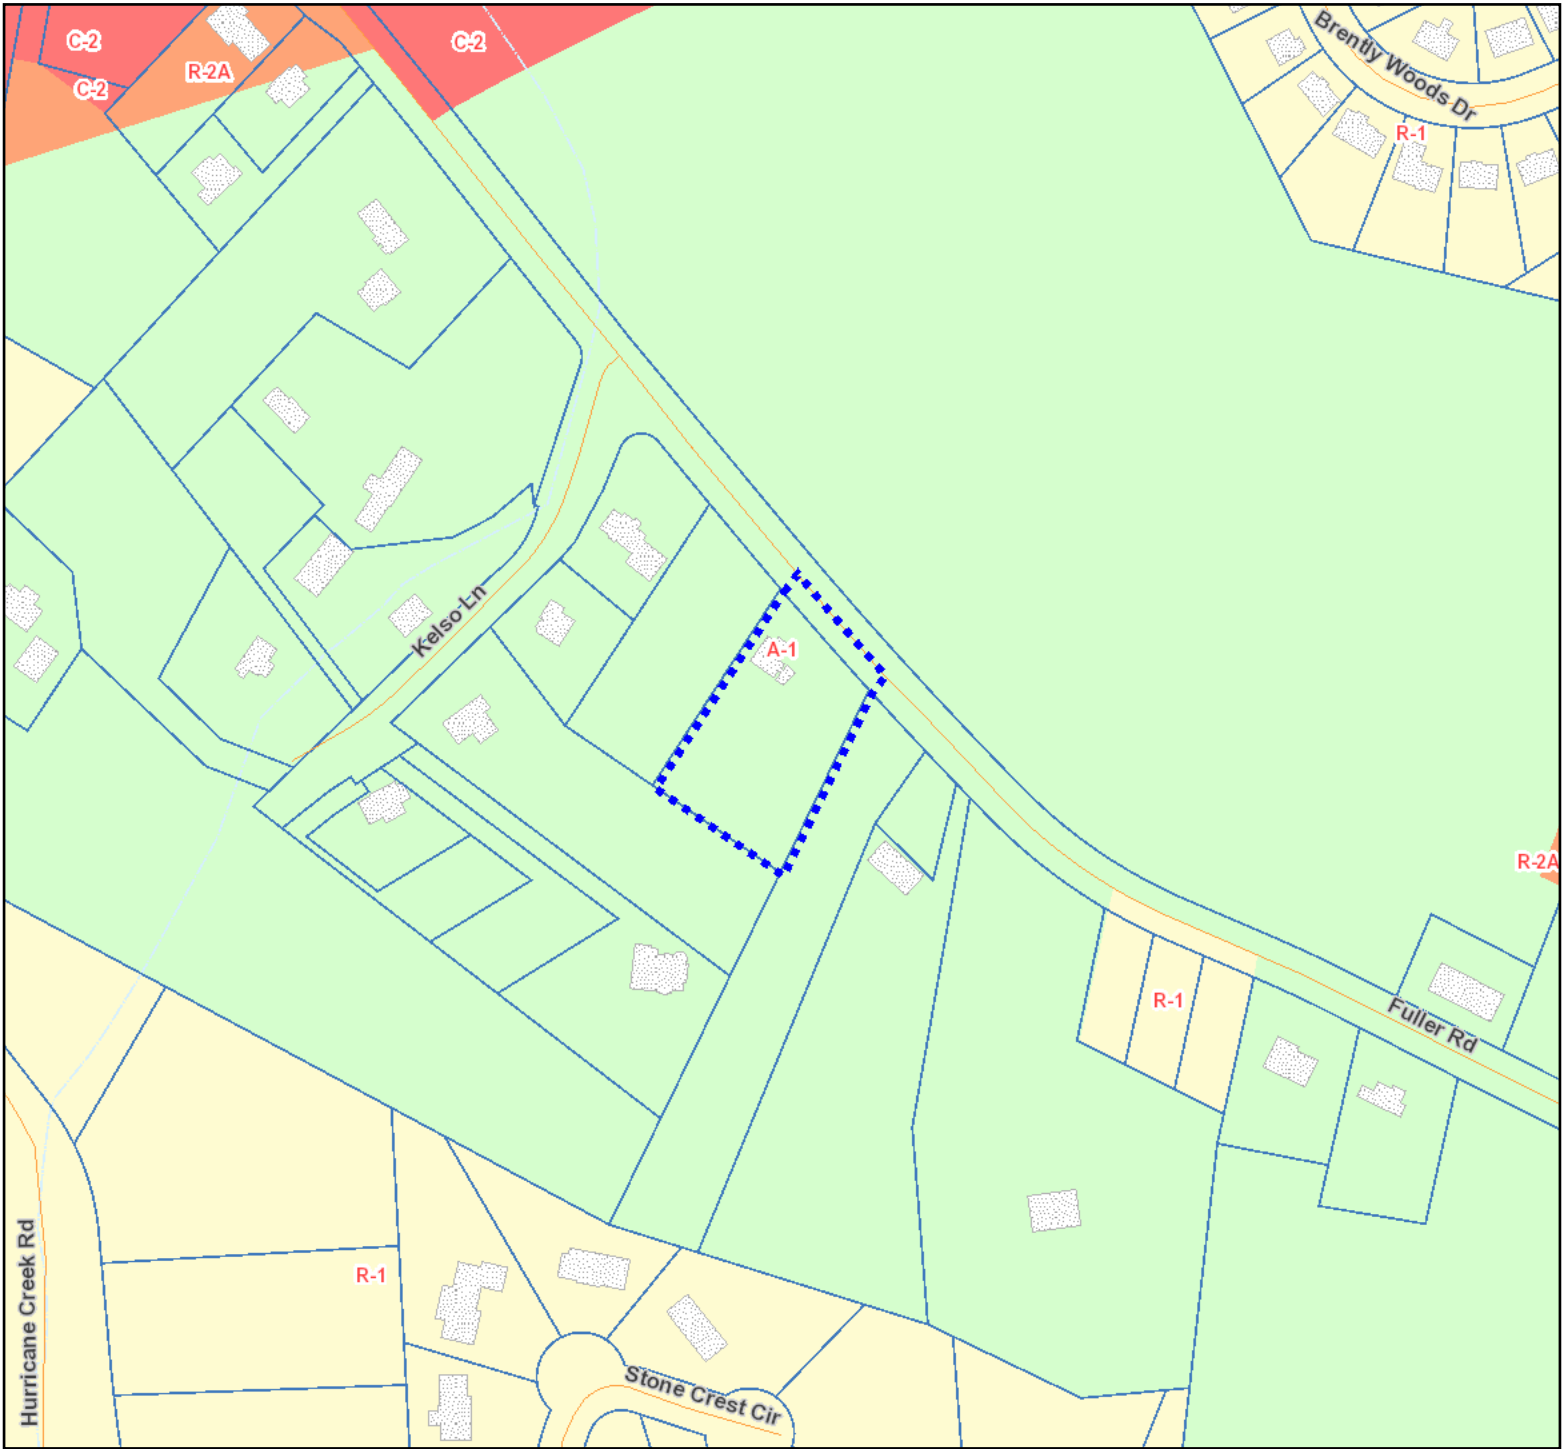 C-2
C-2
R-2A
C-2
Brently Woods Dr
R-1
Kelso Ln
A-1
R-2A
R-1
Fuller Rd
R-1
Hurricane Creek Rd
Stone Crest Cir